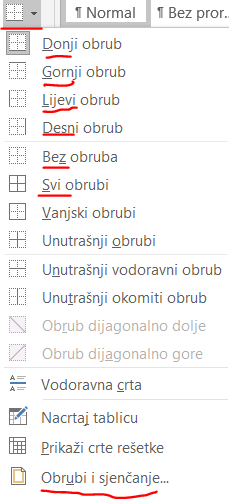 ¶ Normal ¶ Bez pror...
Donji obrub
Gornji obrub
Lijevi obrub
Desni obrub
Bez obruba
Svi obrubi
Vanjski obrubi
Unutrašnji obrubi
Unutrašnji vodoravni obrub
Unutrašnji okomiti obrub
Obrub dijagonalno dolje
Obrub dijagonalno gore
Vodoravna crta
Nacrtaj tablicu
Prikaži crte rešetke
Obrubi i sjenčanje...